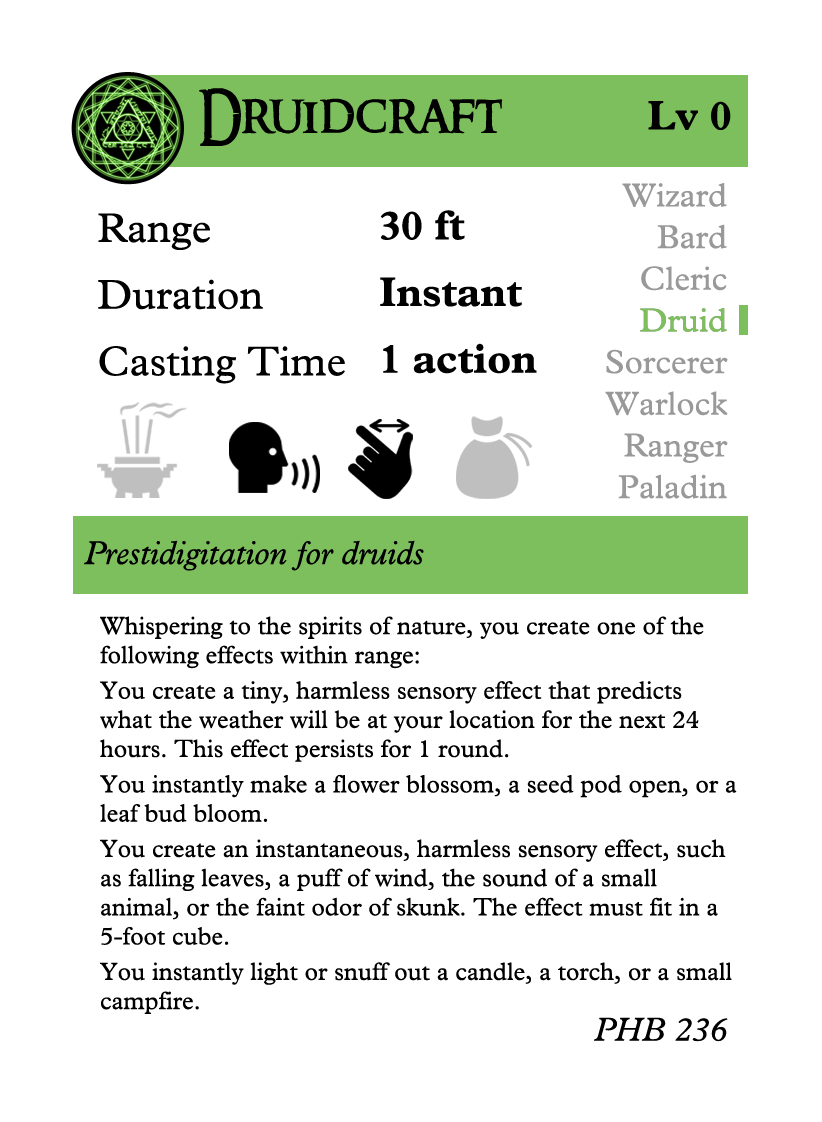 Druidcraft
Lv 0
Range 30 ft
Duration Instant
Casting Time 1 action
Wizard
Bard
Cleric
Druid
Sorcerer
Warlock
Ranger
Paladin
Prestidigitation for druids
Whispering to the spirits of nature, you create one of the
following effects within range:
You create a tiny, harmless sensory effect that predicts
what the weather will be at your location for the next 24
hours. This effect persists for 1 round.
You instantly make a flower blossom, a seed pod open, or a
leaf bud bloom.
You create an instantaneous, harmless sensory effect, such
as falling leaves, a puff of wind, the sound of a small
animal, or the faint odor of skunk. The effect must fit in a
5-foot cube.
You instantly light or snuff out a candle, a torch, or a small
campfire.
PHB 236